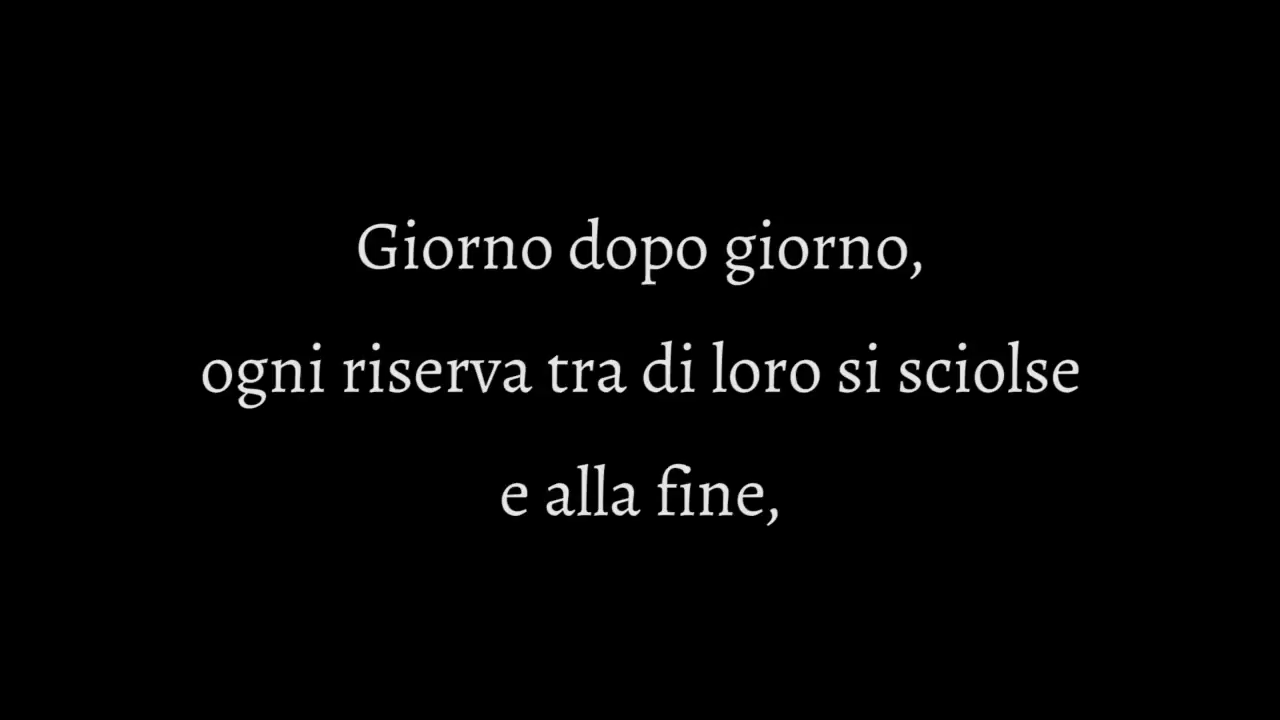 Giorno dopo giorno,
ogni riserva tra di loro si sciolse
e alla fine,